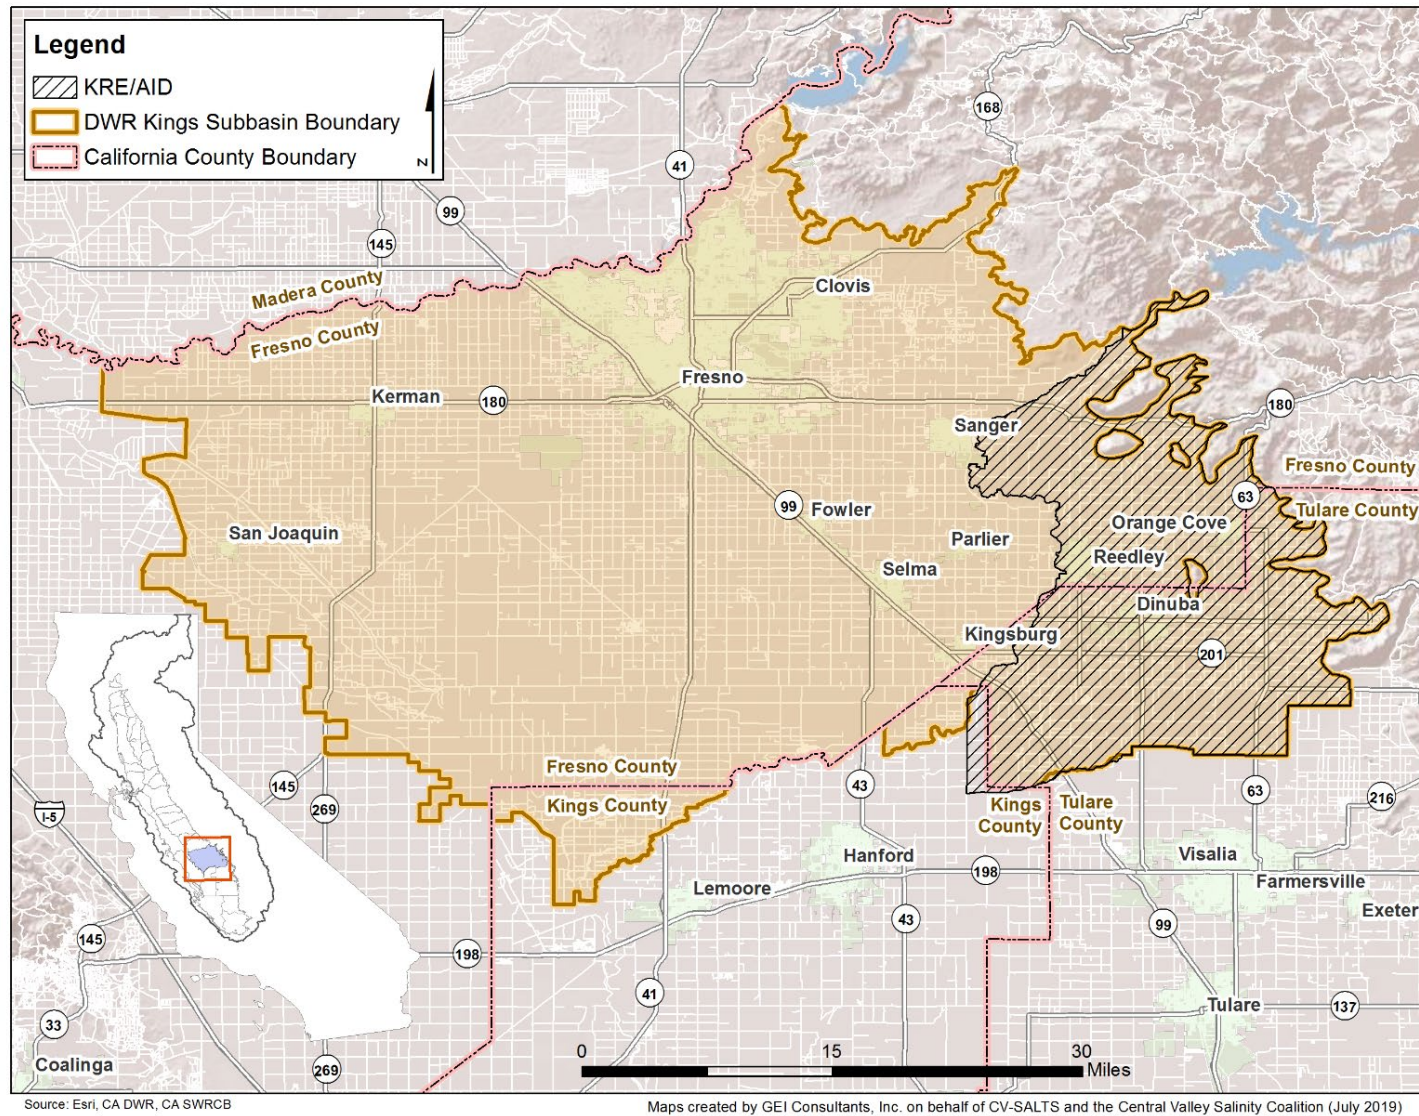 Legend
KRE/AID
DWR Kings Subbasin Boundary
California County Boundary
N
168
41
99
145
Madera County
Fresno County
Clovis
Fresno
Kerman
180
180
Sanger
Fresno County
63
Tulare County
99
Fowler
Orange Cove
San Joaquin
Parlier
Reedley
Selma
Dinuba
Kingsburg
201
Fresno County
Kings County
145
269
43
Kings
County
Tulare
County
63
216
I-5
Hanford
Visalia
Lemoore
198
Farmersville
Exeter
43
99
145
198
41
Tulare
137
33
Coalinga
269
0
15
30
Miles
Source: Esri, CA DWR, CA SWRCB
Maps created by GEI Consultants, Inc. on behalf of CV-SALTS and the Central Valley Salinity Coalition (July 2019)